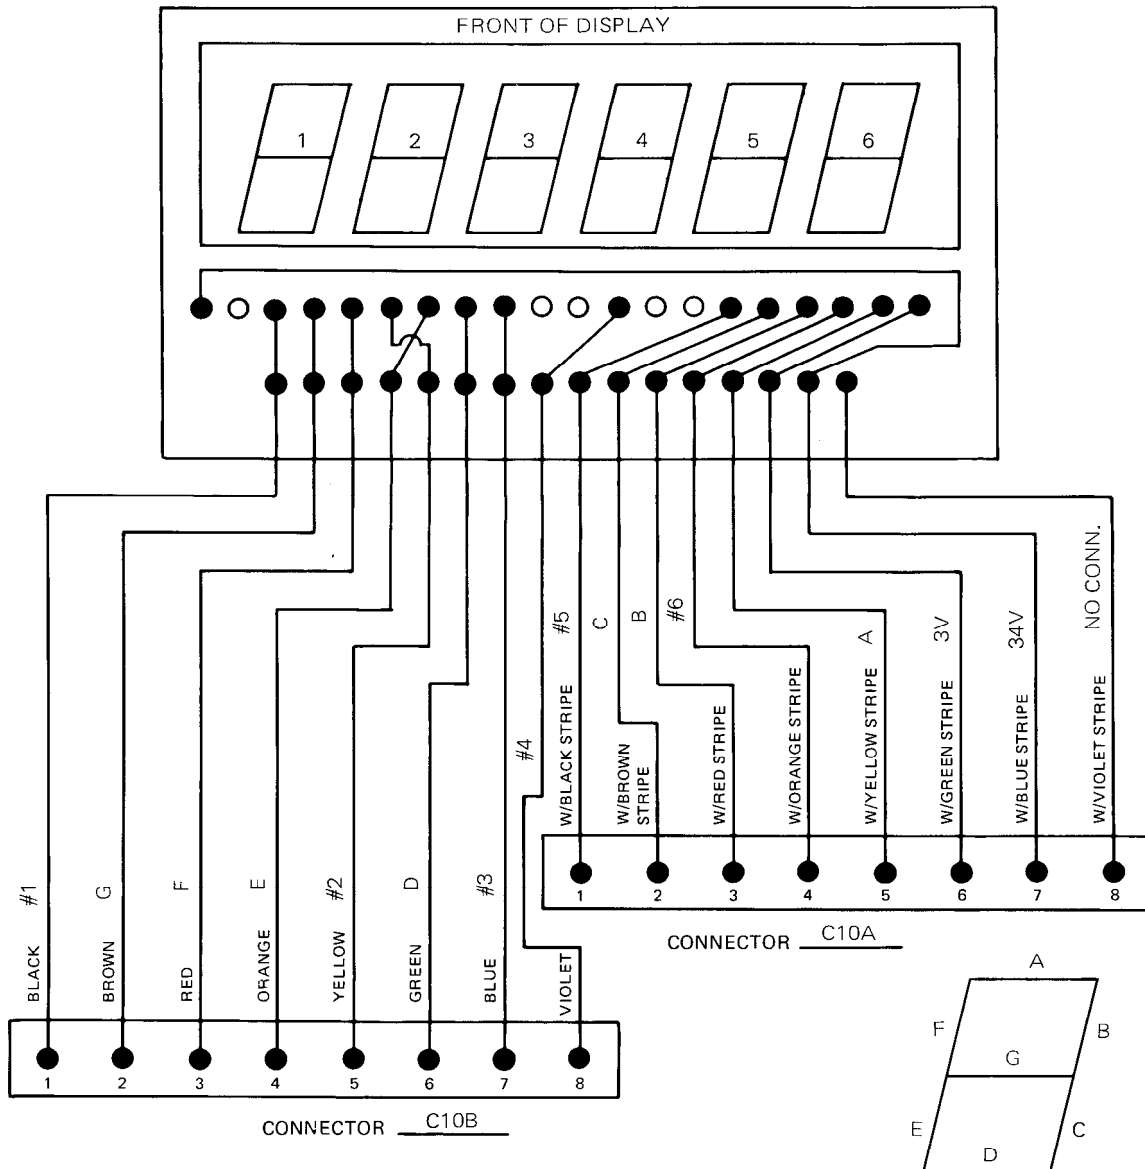 FRONT OF DISPLAY
1 2 3 4 5 6
#1 BLACK
G BROWN
F RED
E ORANGE
#2 YELLOW
D GREEN
#3 BLUE
#4 VIOLET
#5 W/BLACK STRIPE
C W/BROWN
STRIPE
B W/RED STRIPE
#6 W/ORANGE STRIPE
A W/YELLOW STRIPE
3V W/GREEN STRIPE
34V W/BLUE STRIPE
NO CONN. W/VIOLET STRIPE
1 2 3 4 5 6 7 8
CONNECTOR C10A
1 2 3 4 5 6 7 8
CONNECTOR C10B
A
F B
G
E C
D